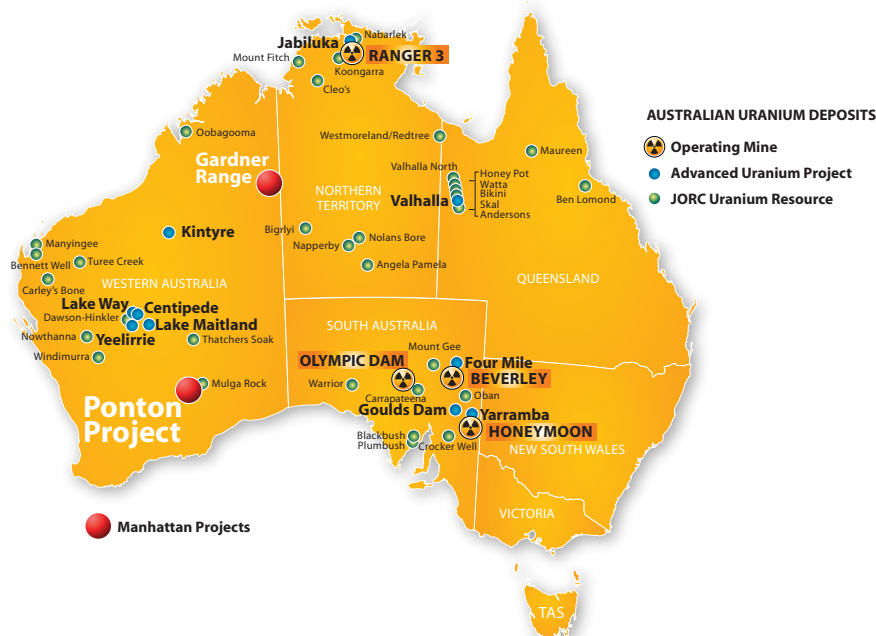 Nabarlek
Jabiluka
RANGER 3
Mount Fitch
Koongarra
Cleo's
AUSTRALIAN URANIUM DEPOSITS
Operating Mine
Advanced Uranium Project
JORC Uranium Resource
Oobagooma
Westmoreland/Redtree
Maureen
Gardner
Range
Valhalla North
Honey Pot
Watta
Bikini
Skal
Andersons
Valhalla
NORTHERN
TERRITORY
Ben Lomond
Kintyre
Bigrlyi
Nolans Bore
Napperby
Angela Pamela
Manyingee
Bennett Well
Turee Creek
Carley's Bone
WESTERN AUSTRALIA
QUEENSLAND
Lake Way
Centipede
Dawson-Hinkler
Lake Maitland
Nowthanna
Yeelirrie
Thatchers Soak
Windimurra
SOUTH AUSTRALIA
Mount Gee
OLYMPIC DAM
Four Mile
BEVERLEY
Warrior
Carrapateena
Oban
Mulga Rock
Ponton
Project
Goulds Dam
Yarramba
HONEYMOON
Blackbush
Plumbush
Crocker Well
NEW SOUTH WALES
VICTORIA
Manhattan Projects
TAS